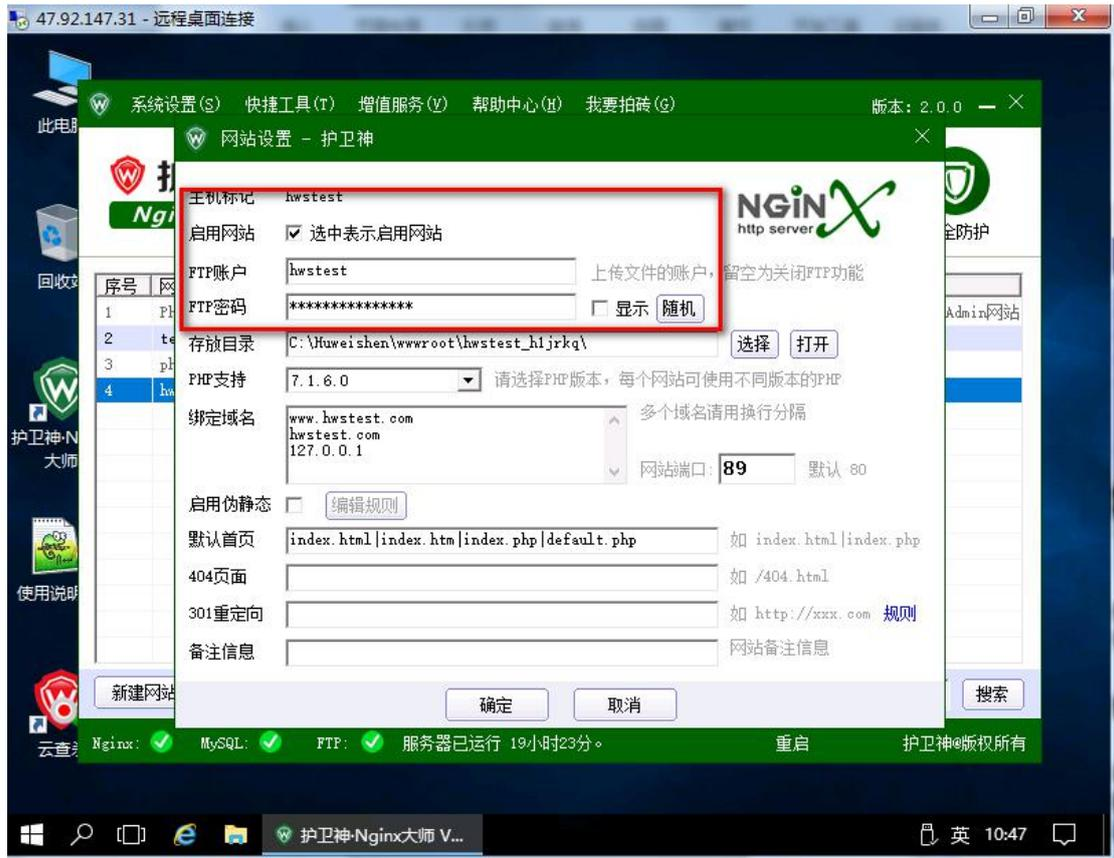 47.92.147.31 - 远程桌面连接
系统设置(S) 快捷工具(T) 增值服务(V) 帮助中心(H) 我要拍砖(G) 版本: 2.0.0
此电脑
网站设置 - 护卫神
主机标记 hwstest
NGiNX
http server
启用网站 选中表示启用网站
全防护
FTP账户 hwstest 上传文件的账户，留空为关闭FTP功能
回收站
序号 网
FTP密码 *************** 显示 随机
1 Ph Admin网站
2 te
存放目录 C:\Huweishen\wwwroot\hwstest_h1jrkq\ 选择 打开
3 ph
PHP支持 7.1.6.0 请选择PHP版本，每个网站可使用不同版本的PHP
4 hw
绑定域名 www.hwstest.com 多个域名请用换行分隔
hwstest.com
127.0.0.1
护卫神·N
大师
网站端口: 89 默认 80
启用伪静态 编辑规则
默认首页 index.html|index.htm|index.php|default.php 如 index.html|index.php
404页面 如 /404.html
使用说明
301重定向 如 http://xxx.com 规则
备注信息 网站备注信息
新建网站 搜索
确定 取消
云查杀
Nginx: MySQL: FTP: 服务器已运行 19小时23分。 重启 护卫神@版权所有
护卫神·Nginx大师 V... 英 10:47